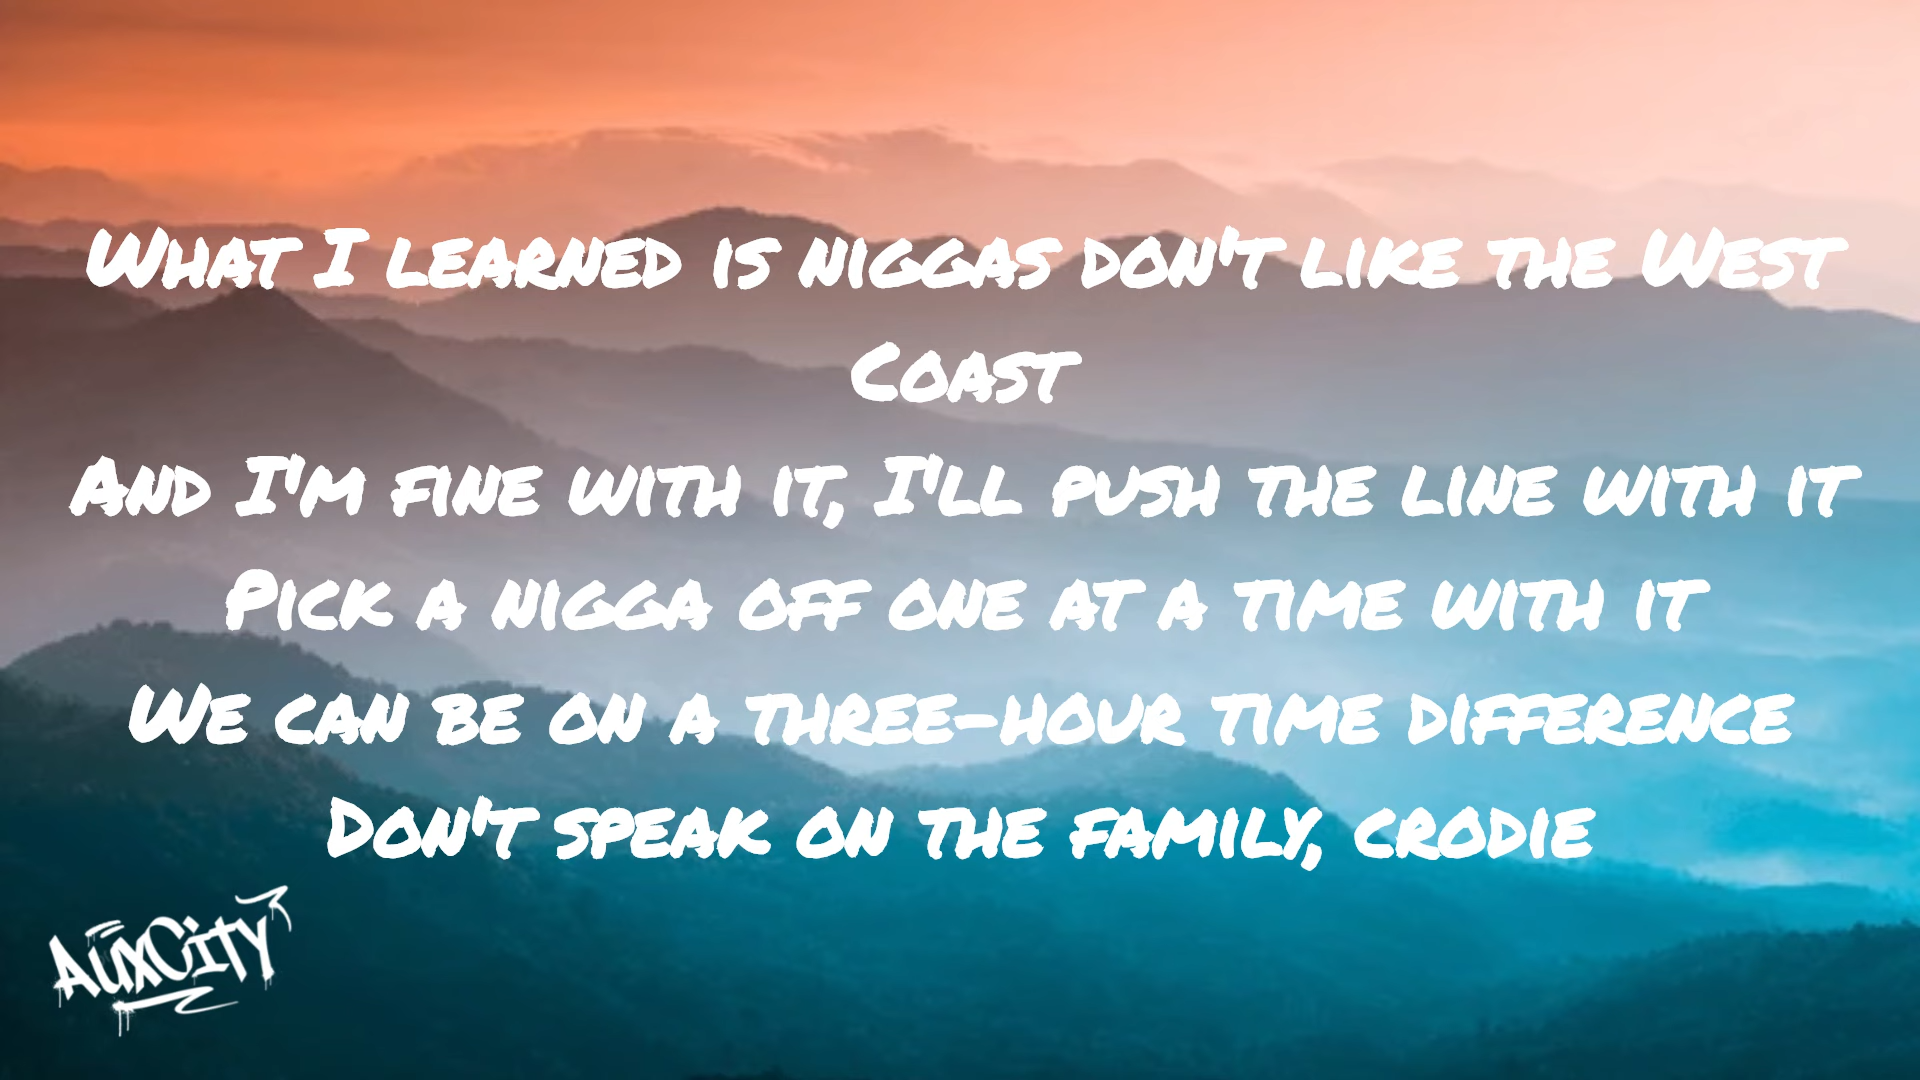 What I learned is niggas don't like the West
Coast
And I'm fine with it, I'll push the line with it
Pick a nigga off one at a time with it
We can be on a three-hour time difference
Don't speak on the family, crodie
AuxCity